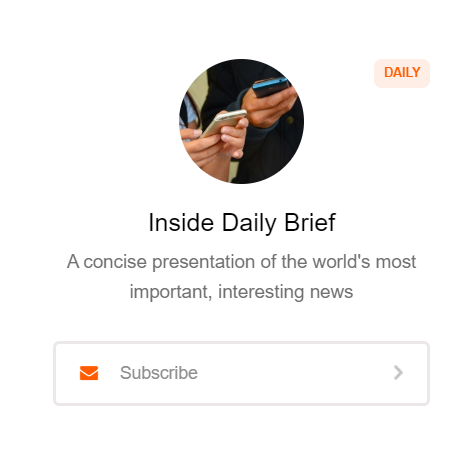 DAILY
Inside Daily Brief
A concise presentation of the world's most
important, interesting news
Subscribe